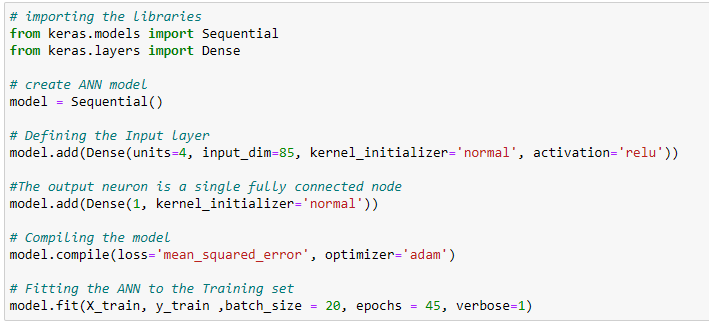 # importing the libraries
from keras.models import Sequential
from keras.layers import Dense
# create ANN model
model = Sequential()
# Defining the Input layer
model.add(Dense(units=4, input_dim=85, kernel_initializer='normal', activation='relu'))
#The output neuron is a single fully connected node
model.add(Dense(1, kernel_initializer='normal'))
# Compiling the model
model.compile(loss='mean_squared_error', optimizer='adam')
# Fitting the ANN to the Training set
model.fit(X_train, y_train ,batch_size = 20, epochs = 45, verbose=1)